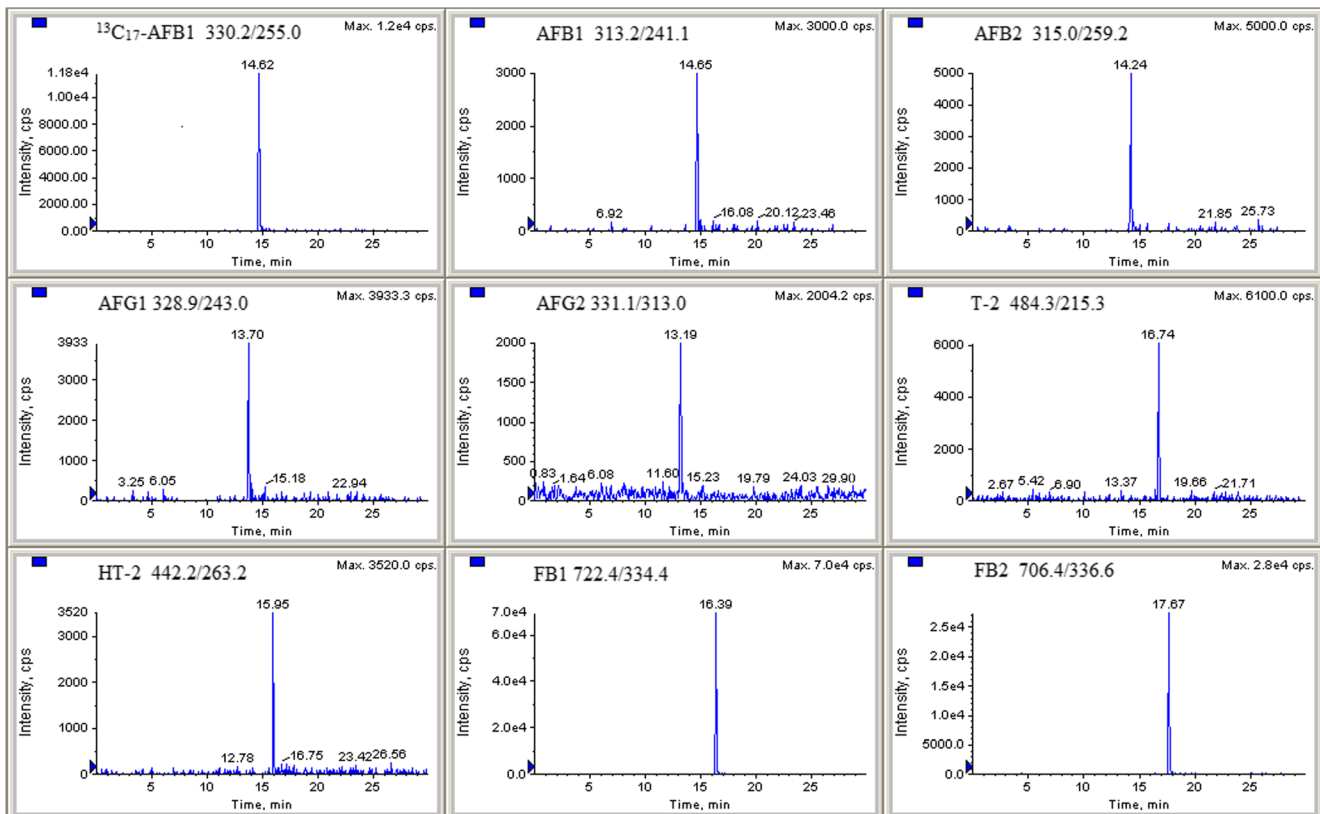 ¹³C₁₇-AFB1 330.2/255.0
Max. 1.2e4 cps.
14.62
1.18e4
1.00e4
8000.00
6000.00
4000.00
2000.00
0.00
Intensity, cps
5 10 15 20 25
Time, min
AFB1 313.2/241.1
Max. 3000.0 cps.
14.65
3000
2000
1000
0
6.92 16.08 20.12 23.46
Intensity, cps
5 10 15 20 25
Time, min
AFB2 315.0/259.2
Max. 5000.0 cps.
14.24
5000
4000
3000
2000
1000
0
21.85 25.73
Intensity, cps
5 10 15 20 25
Time, min
AFG1 328.9/243.0
Max. 3933.3 cps.
13.70
3933
3000
2000
1000
0
3.25 6.05 15.18 22.94
Intensity, cps
5 10 15 20 25
Time, min
AFG2 331.1/313.0
Max. 2004.2 cps.
13.19
2000
1500
1000
500
0
0.83 1.64 6.08 11.60 15.23 19.79 24.03 29.90
Intensity, cps
5 10 15 20 25
Time, min
T-2 484.3/215.3
Max. 6100.0 cps.
16.74
6000
4000
2000
0
2.67 5.42 6.90 13.37 19.66 21.71
Intensity, cps
5 10 15 20 25
Time, min
HT-2 442.2/263.2
Max. 3520.0 cps.
15.95
3520
3000
2000
1000
0
12.78 16.75 23.42 26.56
Intensity, cps
5 10 15 20 25
Time, min
FB1 722.4/334.4
Max. 7.0e4 cps.
16.39
7.0e4
6.0e4
4.0e4
2.0e4
0.0
Intensity, cps
5 10 15 20 25
Time, min
FB2 706.4/336.6
Max. 2.8e4 cps.
17.67
2.5e4
2.0e4
1.5e4
1.0e4
5000.0
0.0
Intensity, cps
5 10 15 20 25
Time, min